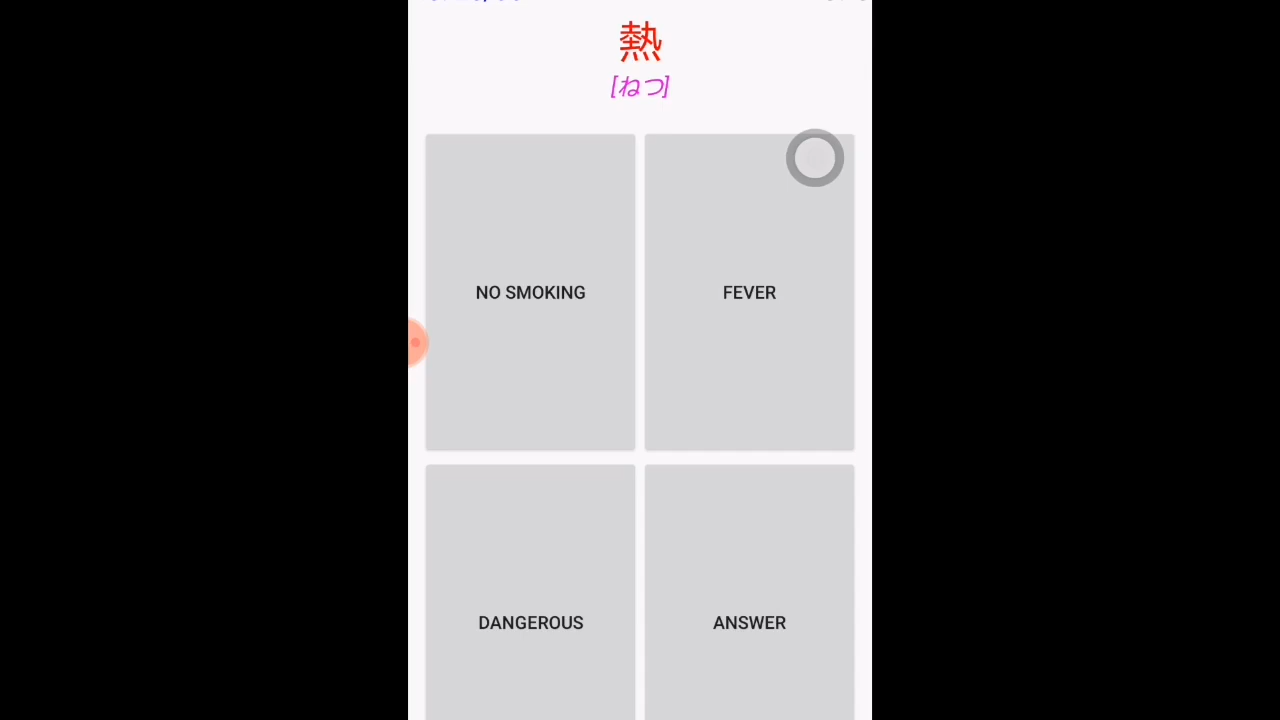 熱
[ねつ]
NO SMOKING
FEVER
DANGEROUS
ANSWER